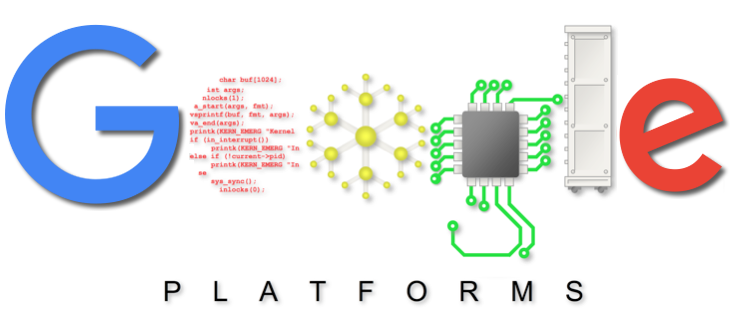 Google
char buf[1024];
int args;
nlocks(1);
a_start(args, fmt);
vsprintf(buf, fmt, args);
va_end(args);
printk(KERN_EMERG "Kernel
if (in_interrupt())
printk(KERN_EMERG "In
else if (!current->pid)
printk(KERN_EMERG "In
se
sys_sync();
inlocks(0);
PLATFORMS